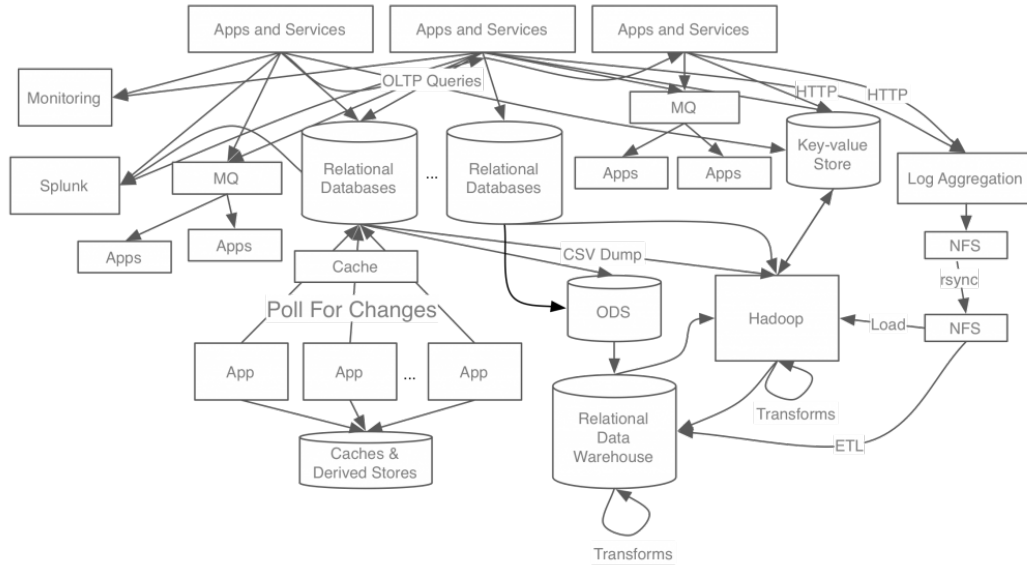 Apps and Services
Apps and Services
Apps and Services
Monitoring
OLTP Queries
MQ
HTTP
HTTP
Splunk
MQ
Relational
Databases
...
Relational
Databases
Apps
Apps
Key-value
Store
Log Aggregation
Apps
Apps
Cache
CSV Dump
NFS
rsync
Poll For Changes
ODS
Hadoop
Load
NFS
App
App
...
App
Transforms
Relational
Data
Warehouse
ETL
Caches &
Derived Stores
Transforms